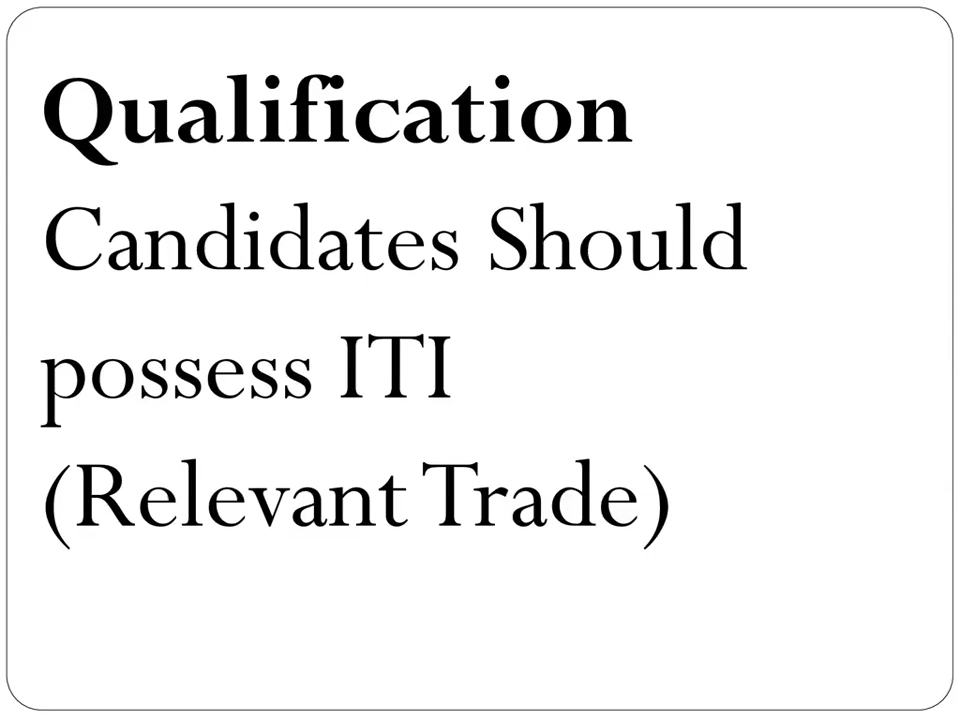 Qualification
Candidates Should
possess ITI
(Relevant Trade)